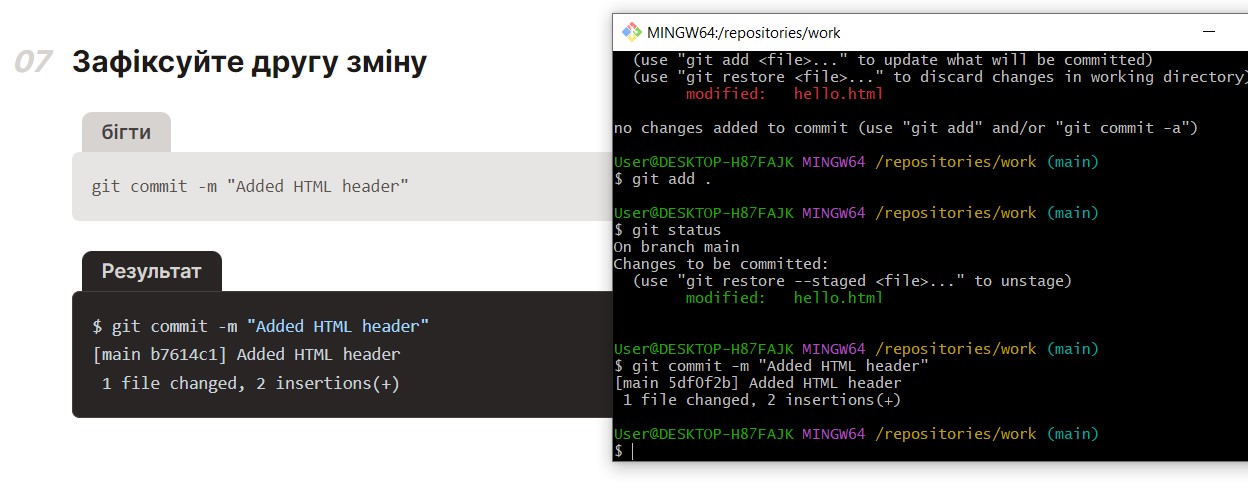 07 Зафіксуйте другу зміну
бігти
git commit -m "Added HTML header"
Результат
$ git commit -m "Added HTML header"
[main b7614c1] Added HTML header
 1 file changed, 2 insertions(+)
MINGW64:/repositories/work
  (use "git add <file>..." to update what will be committed)
  (use "git restore <file>..." to discard changes in working directory)
        modified:   hello.html
no changes added to commit (use "git add" and/or "git commit -a")
User@DESKTOP-H87FAJK MINGW64 /repositories/work (main)
$ git add .
User@DESKTOP-H87FAJK MINGW64 /repositories/work (main)
$ git status
On branch main
Changes to be committed:
  (use "git restore --staged <file>..." to unstage)
        modified:   hello.html
User@DESKTOP-H87FAJK MINGW64 /repositories/work (main)
$ git commit -m "Added HTML header"
[main 5df0f2b] Added HTML header
 1 file changed, 2 insertions(+)
User@DESKTOP-H87FAJK MINGW64 /repositories/work (main)
$